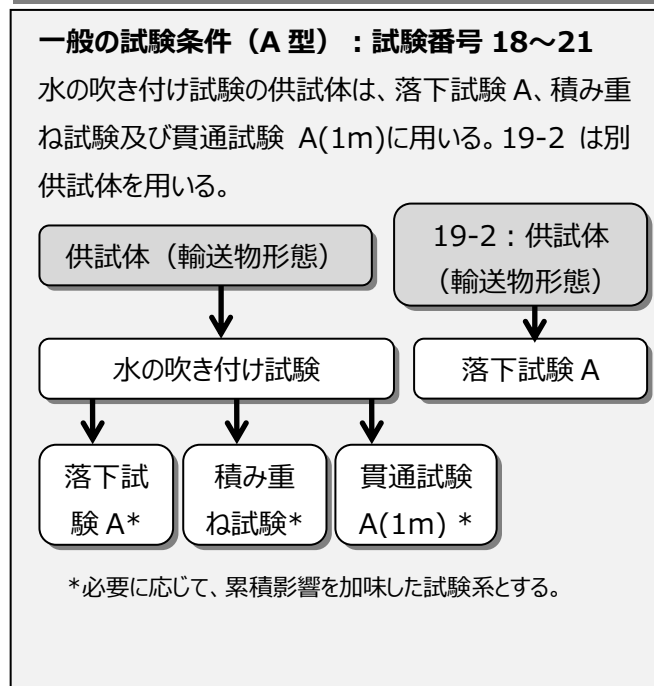 一般の試験条件（A 型）：試験番号 18～21
水の吹き付け試験の供試体は、落下試験 A、積み重
ね試験及び貫通試験 A(1m)に用いる。19-2 は別
供試体を用いる。
供試体（輸送物形態）
19-2：供試体
（輸送物形態）
水の吹き付け試験
落下試験 A
落下試
験 A*
積み重
ね試験*
貫通試験
A(1m) *
*必要に応じて、累積影響を加味した試験系とする。